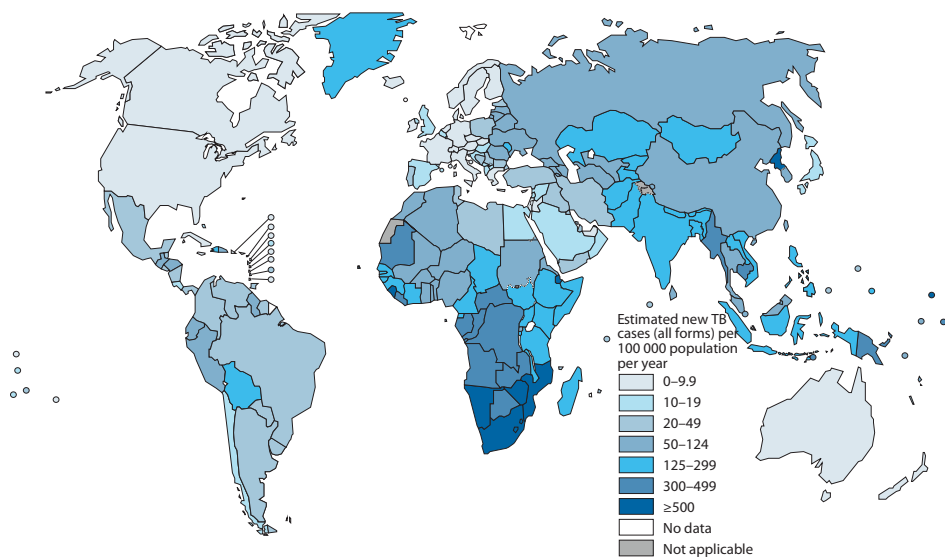 Estimated new TB
cases (all forms) per
100 000 population
per year
0–9.9
10–19
20–49
50–124
125–299
300–499
≥500
No data
Not applicable